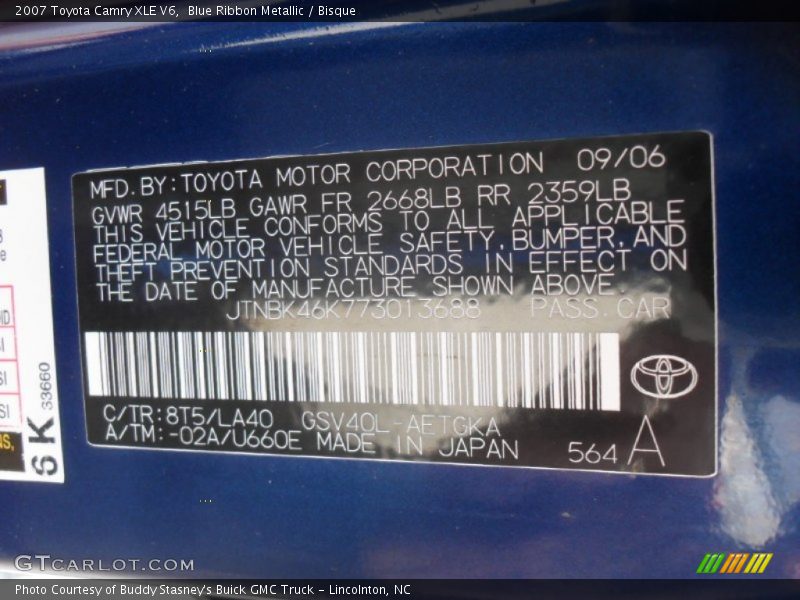 2007 Toyota Camry XLE V6, Blue Ribbon Metallic / Bisque
MFD. BY: TOYOTA MOTOR CORPORATION 09/06
GVWR 4515LB GAWR FR 2668LB RR 2359LB
THIS VEHICLE CONFORMS TO ALL APPLICABLE
FEDERAL MOTOR VEHICLE SAFETY, BUMPER, AND
THEFT PREVENTION STANDARDS IN EFFECT ON
THE DATE OF MANUFACTURE SHOWN ABOVE
JTNBK46K773013688 PASS. CAR
C/TR: 8T5/LA40 GSV40L-AETGKA
A/TM: -02A/U660E MADE IN JAPAN
564 A
6 K 33660
GTCARLOT.COM
Photo Courtesy of Buddy Stasney's Buick GMC Truck - Lincolnton, NC